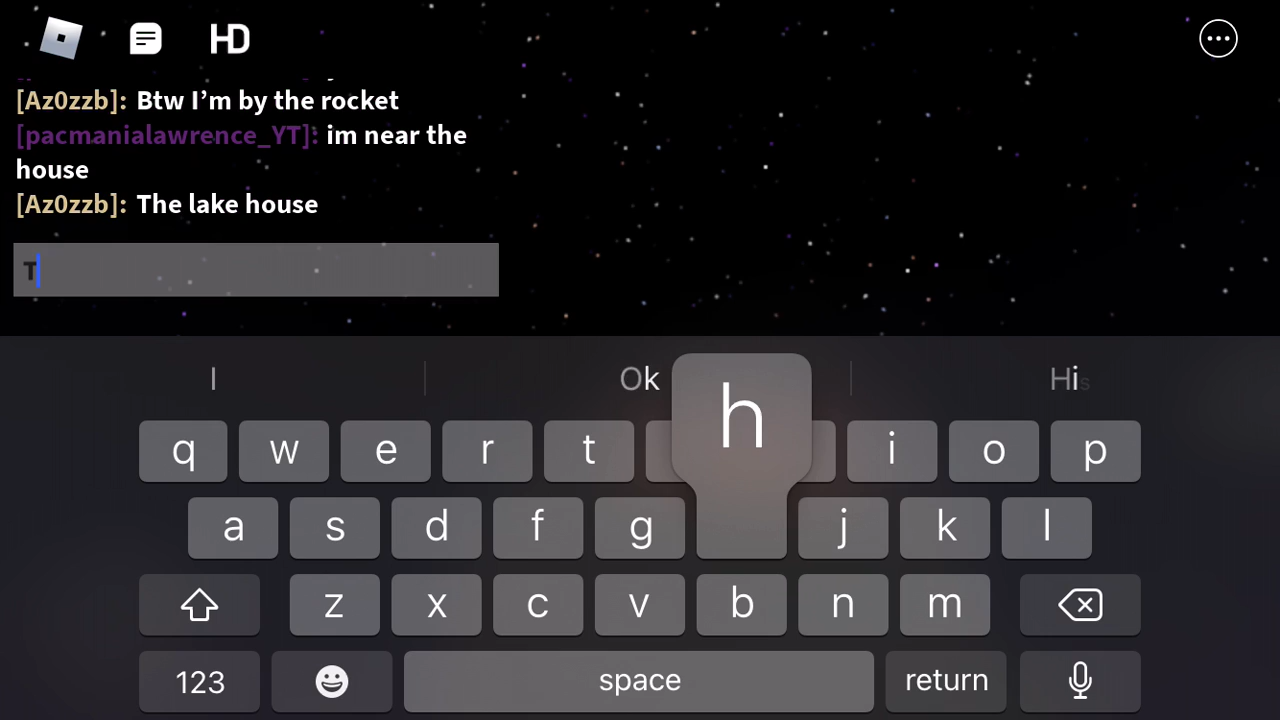 HD
[Az0zzb]: Btw I’m by the rocket
[pacmanialawrence_YT]: im near the
house
[Az0zzb]: The lake house
T
I Ok His
q w e r t i o p
h
a s d f g j k l
z x c v b n m
123 space return